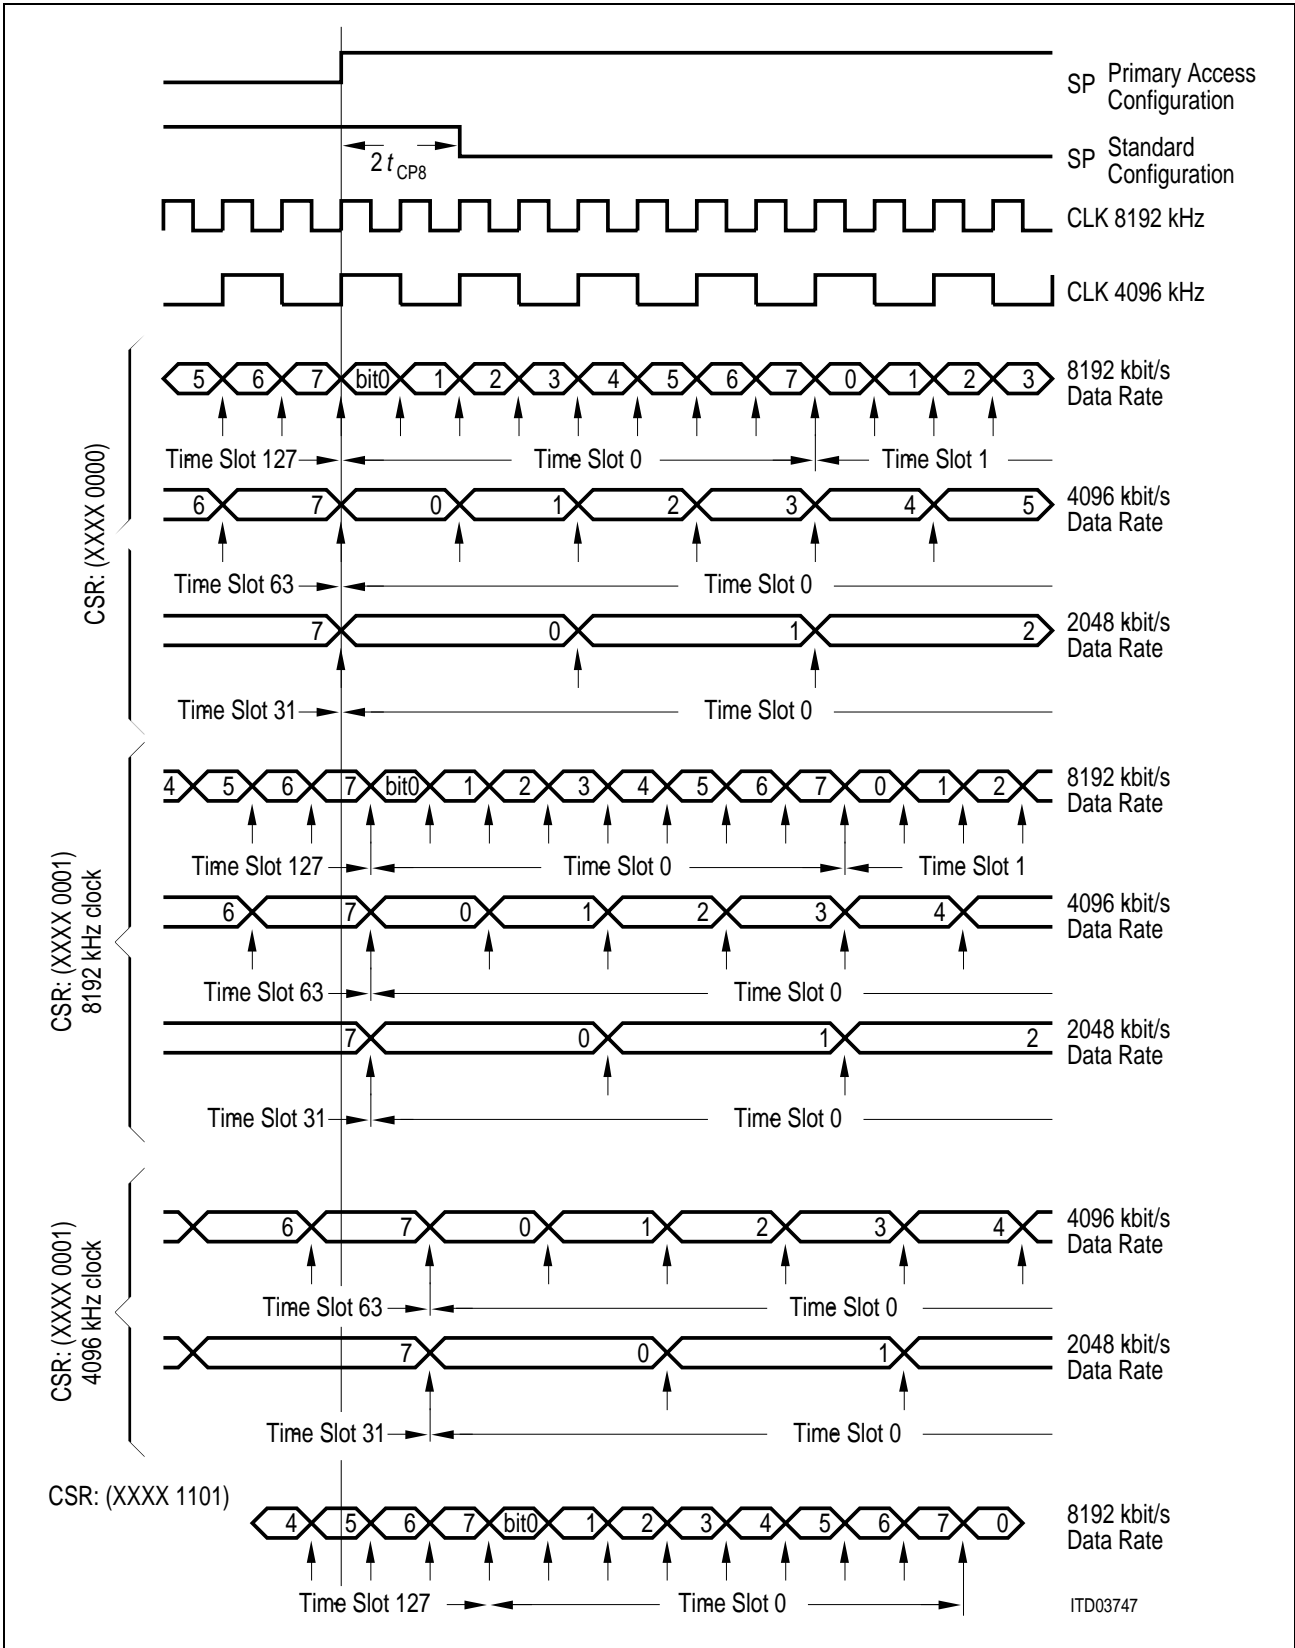 SP Primary Access
Configuration
2 t CP8
SP Standard
Configuration
CLK 8192 kHz
CLK 4096 kHz
CSR: (XXXX 0000)
5 6 7 bit0 1 2 3 4 5 6 7 0 1 2 3
8192 kbit/s
Data Rate
Time Slot 127 Time Slot 0 Time Slot 1
6 7 0 1 2 3 4 5
4096 kbit/s
Data Rate
Time Slot 63 Time Slot 0
7 0 1 2
2048 kbit/s
Data Rate
Time Slot 31 Time Slot 0
CSR: (XXXX 0001)
8192 kHz clock
4 5 6 7 bit0 1 2 3 4 5 6 7 0 1 2
8192 kbit/s
Data Rate
Time Slot 127 Time Slot 0 Time Slot 1
6 7 0 1 2 3 4
4096 kbit/s
Data Rate
Time Slot 63 Time Slot 0
7 0 1 2
2048 kbit/s
Data Rate
Time Slot 31 Time Slot 0
CSR: (XXXX 0001)
4096 kHz clock
6 7 0 1 2 3 4
4096 kbit/s
Data Rate
Time Slot 63 Time Slot 0
7 0 1
2048 kbit/s
Data Rate
Time Slot 31 Time Slot 0
CSR: (XXXX 1101)
4 5 6 7 bit0 1 2 3 4 5 6 7 0
8192 kbit/s
Data Rate
Time Slot 127 Time Slot 0
ITD03747